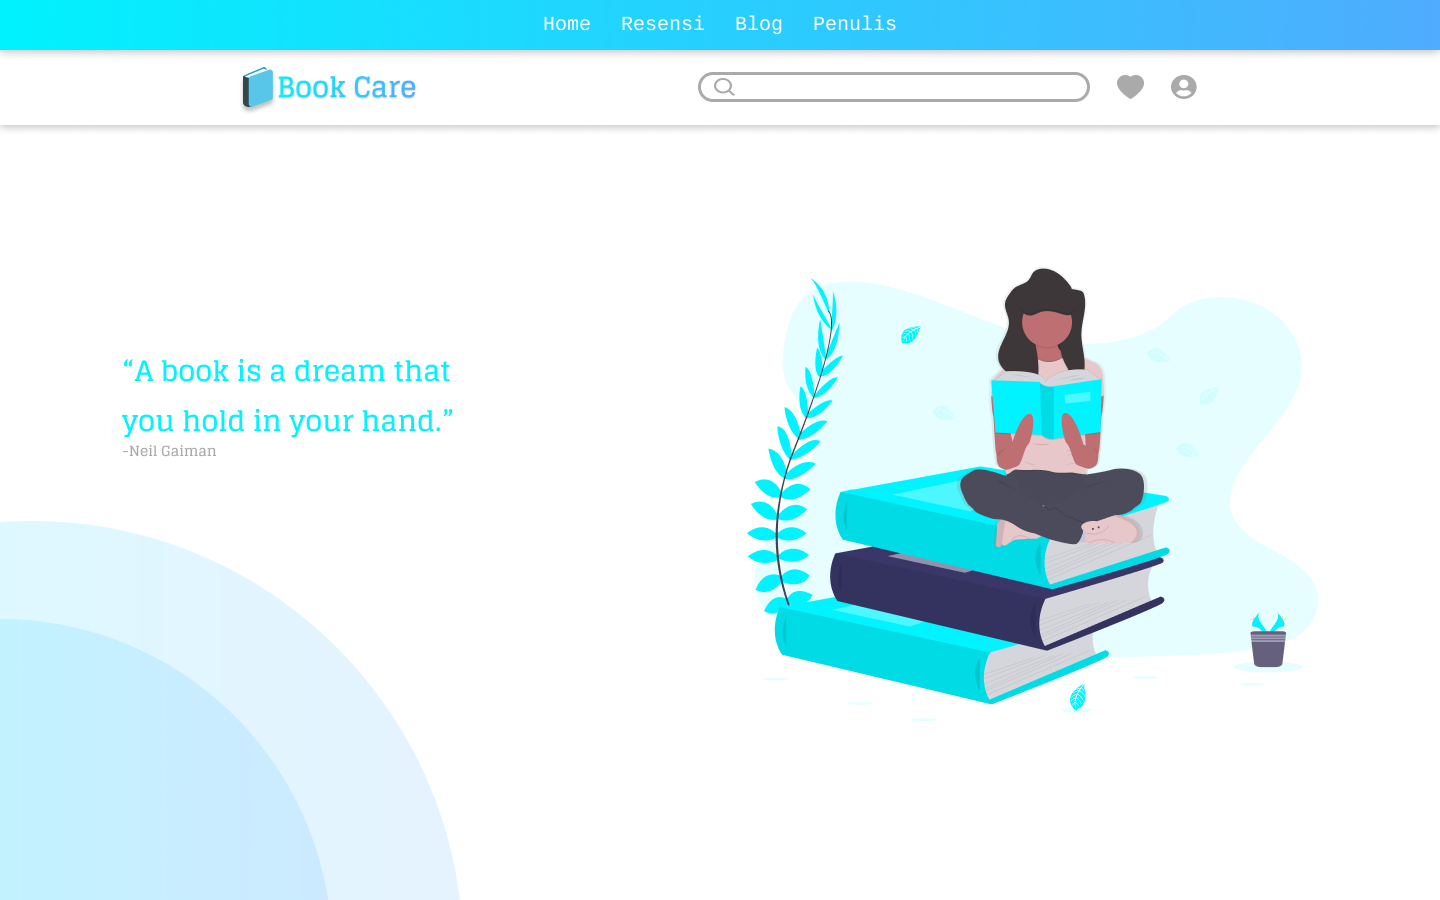 Home Resensi Blog Penulis
Book Care
“A book is a dream that
you hold in your hand.”
-Neil Gaiman